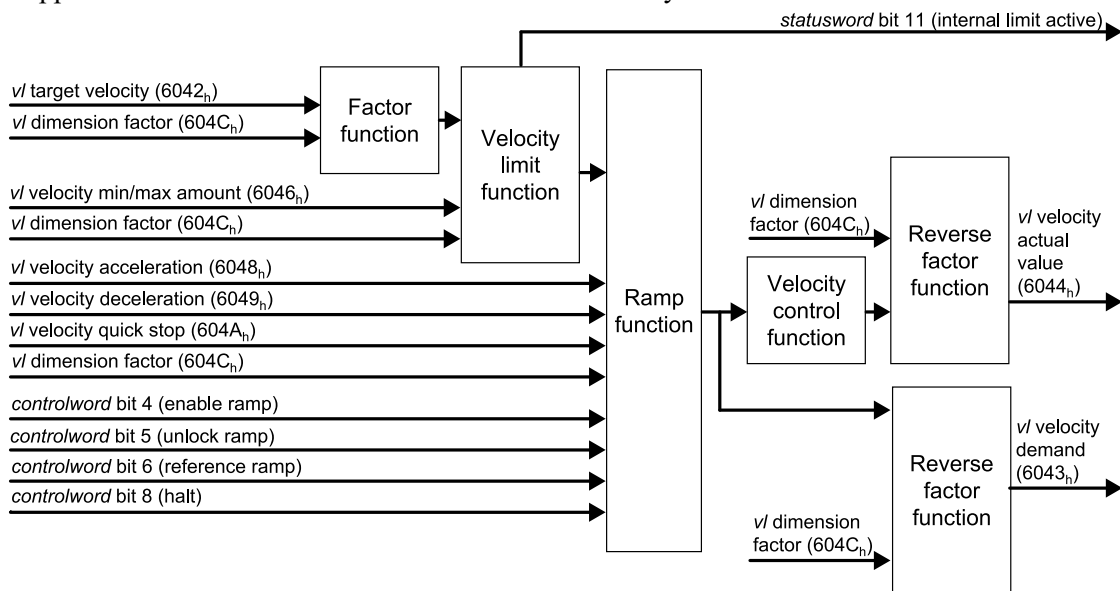 statusword bit 11 (internal limit active)
vl target velocity (6042h)
vl dimension factor (604Ch)
Factor
function
Velocity
limit
function
vl velocity min/max amount (6046h)
vl dimension factor (604Ch)
vl velocity acceleration (6048h)
vl velocity deceleration (6049h)
vl velocity quick stop (604Ah)
vl dimension factor (604Ch)
controlword bit 4 (enable ramp)
controlword bit 5 (unlock ramp)
controlword bit 6 (reference ramp)
controlword bit 8 (halt)
Ramp
function
vl dimension
factor (604Ch)
Velocity
control
function
Reverse
factor
function
vl velocity
actual
value
(6044h)
Reverse
factor
function
vl velocity
demand
(6043h)
vl dimension
factor (604Ch)